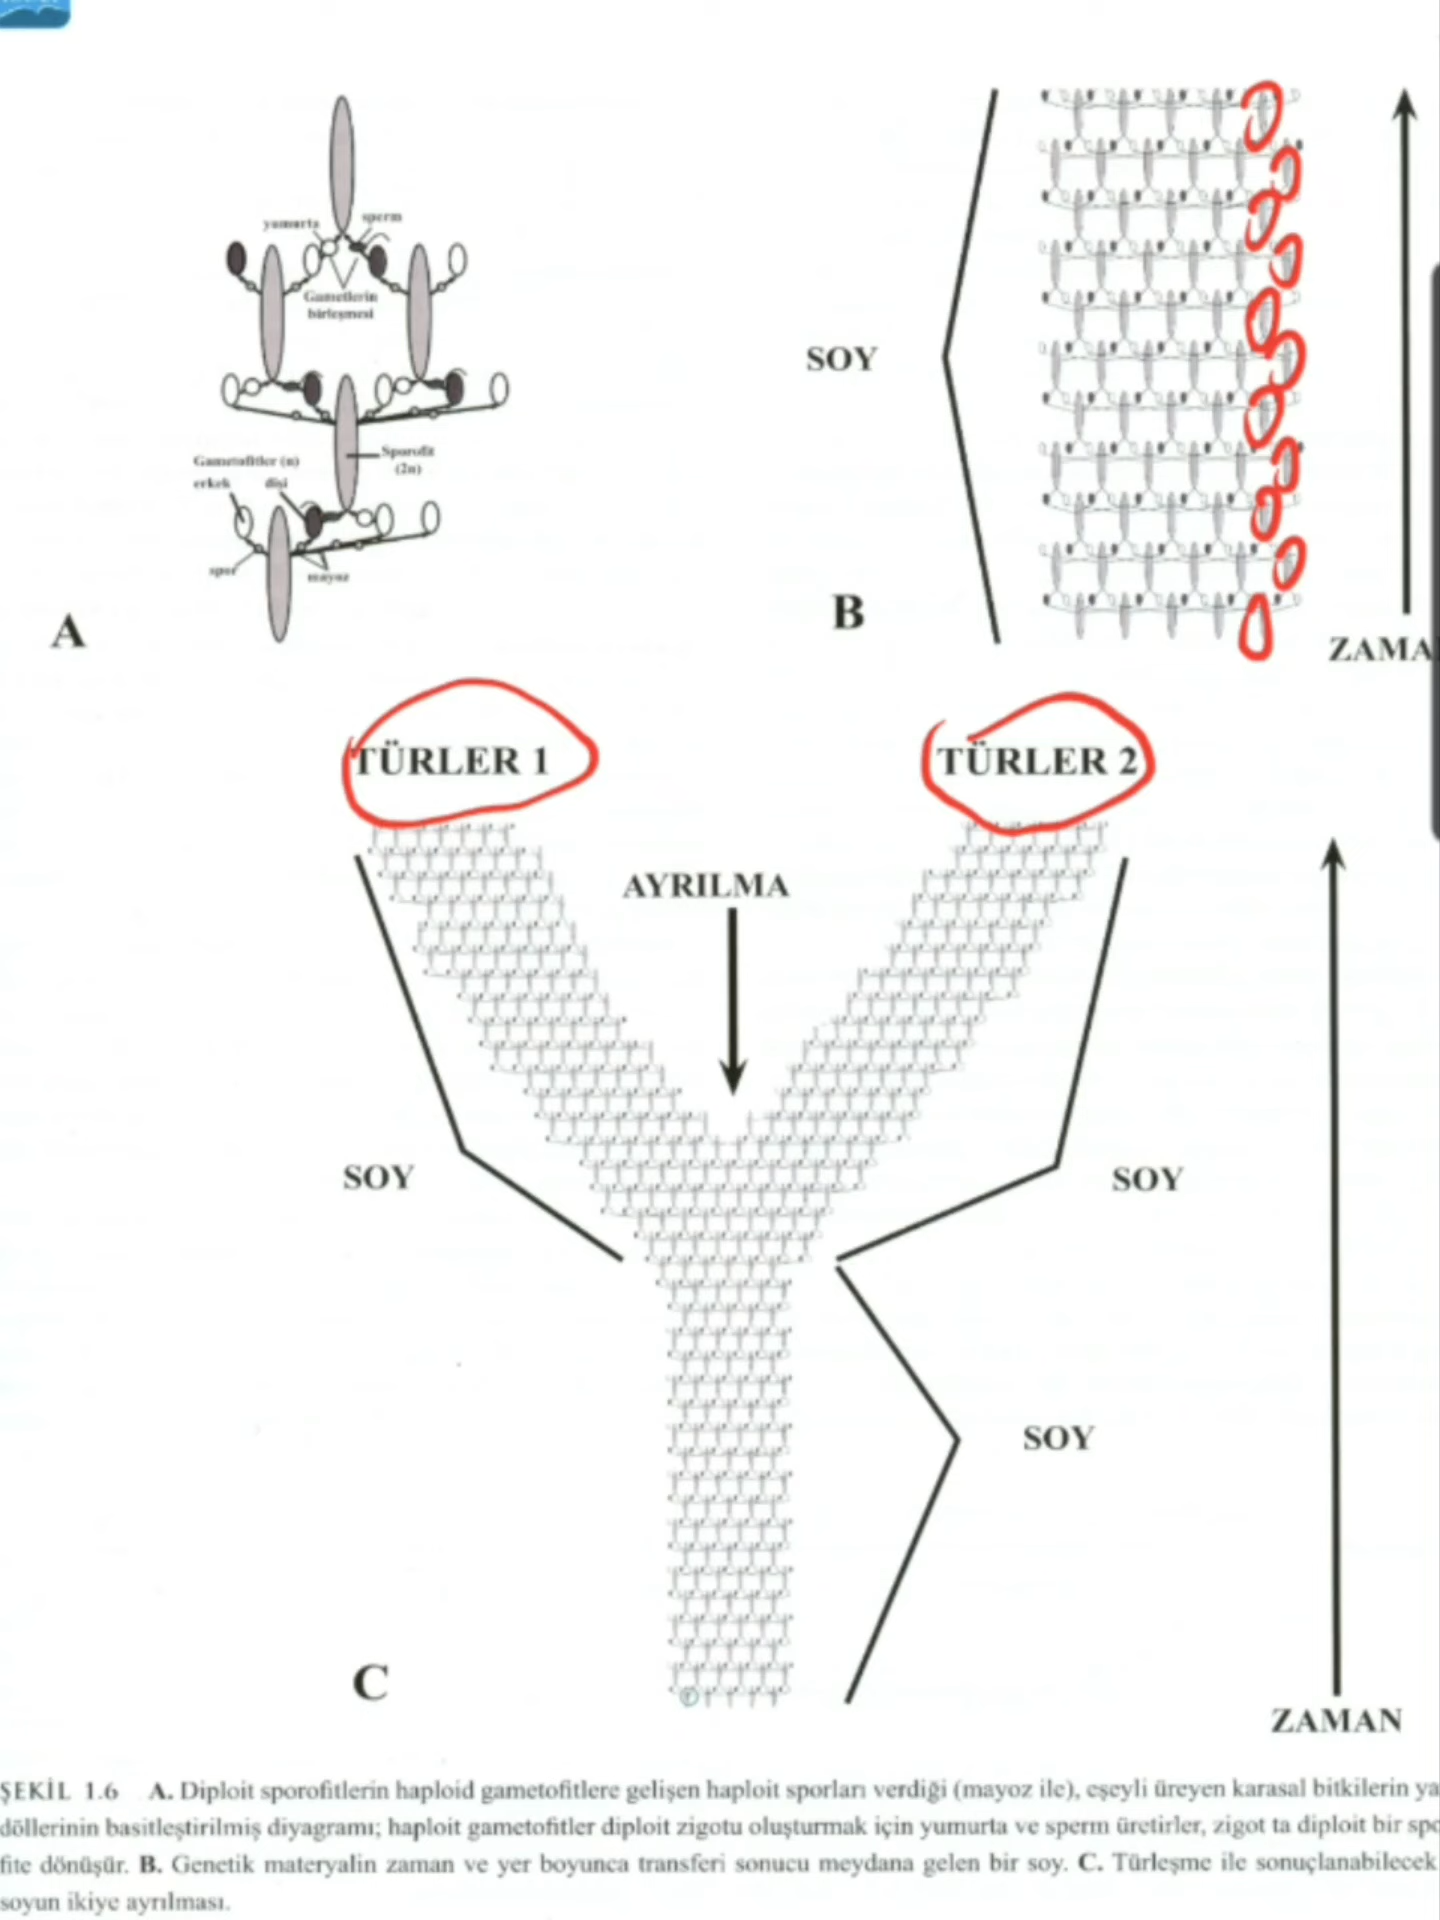 yumurta
sperm
Gametlerin
birleşmesi
Gametofitler (n)
erkek
dişi
Sporofit
(2n)
spor
mayoz
A
SOY
B
ZAMA
TÜRLER 1
TÜRLER 2
AYRILMA
SOY
SOY
SOY
C
ZAMAN
ŞEKİL 1.6 A. Diploit sporofitlerin haploid gametofitlere gelişen haploit sporları verdiği (mayoz ile), eşeyli üreyen karasal bitkilerin ya
döllerinin basitleştirilmiş diyagramı; haploit gametofitler diploit zigotu oluşturmak için yumurta ve sperm üretirler, zigot ta diploit bir spo
fite dönüşür. B. Genetik materyalin zaman ve yer boyunca transferi sonucu meydana gelen bir soy. C. Türleşme ile sonuçlanabilecek
soyun ikiye ayrılması.